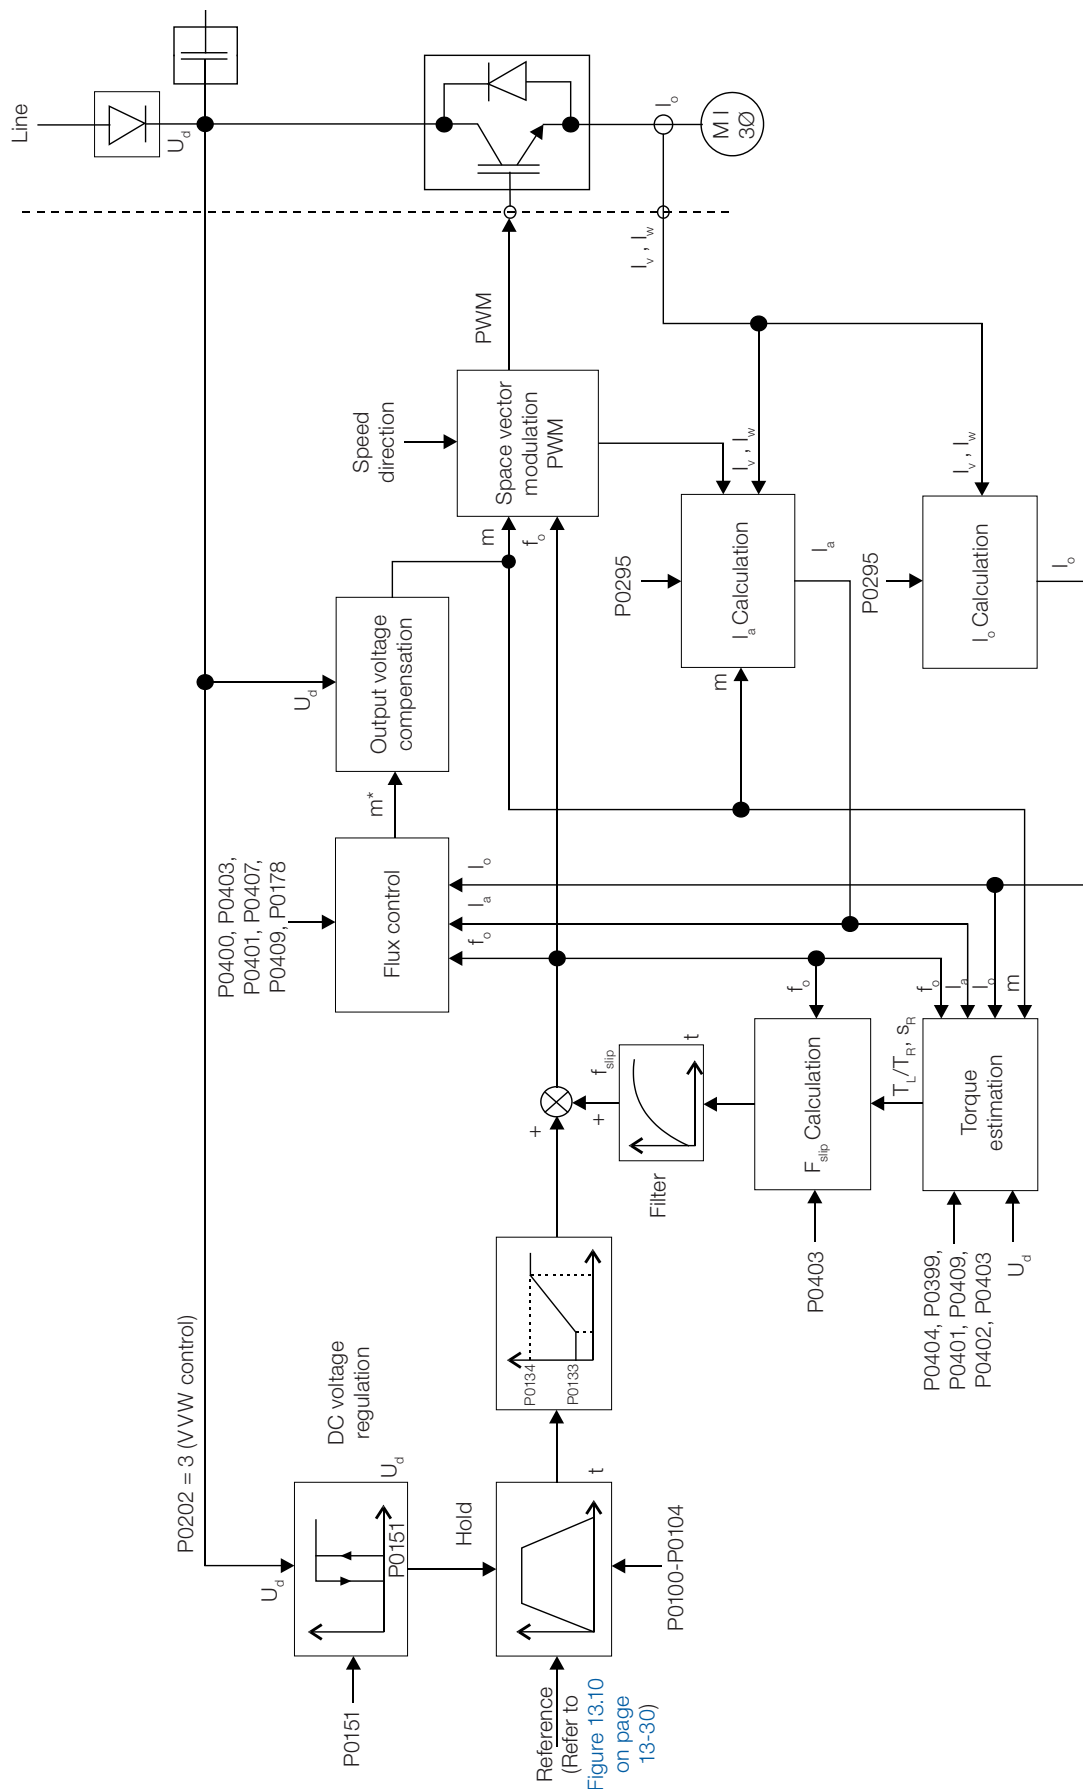 Line
U_d
P0202 = 3 (VVW control)
U_d
P0151
U_d
P0151
DC voltage
regulation
Hold
Reference
(Refer to
Figure 13.10
on page
13-30)
t
P0100-P0104
P0134
P0133
+
+
f_slip
t
Filter
F_slip Calculation
P0403
f_o
T_L/T_R, s_R
Torque
estimation
P0404, P0399,
P0401, P0409,
P0402, P0403
U_d
f_o
I_a
I_o
m
P0400, P0403,
P0401, P0407,
P0409, P0178
Flux control
f_o
I_a
I_o
m*
U_d
Output voltage
compensation
m
f_o
Speed
direction
Space vector
modulation
PWM
PWM
I_o
M I
3Ø
I_v , I_w
I_v , I_w
P0295
I_a Calculation
m
I_a
I_v , I_w
P0295
I_o Calculation
I_o